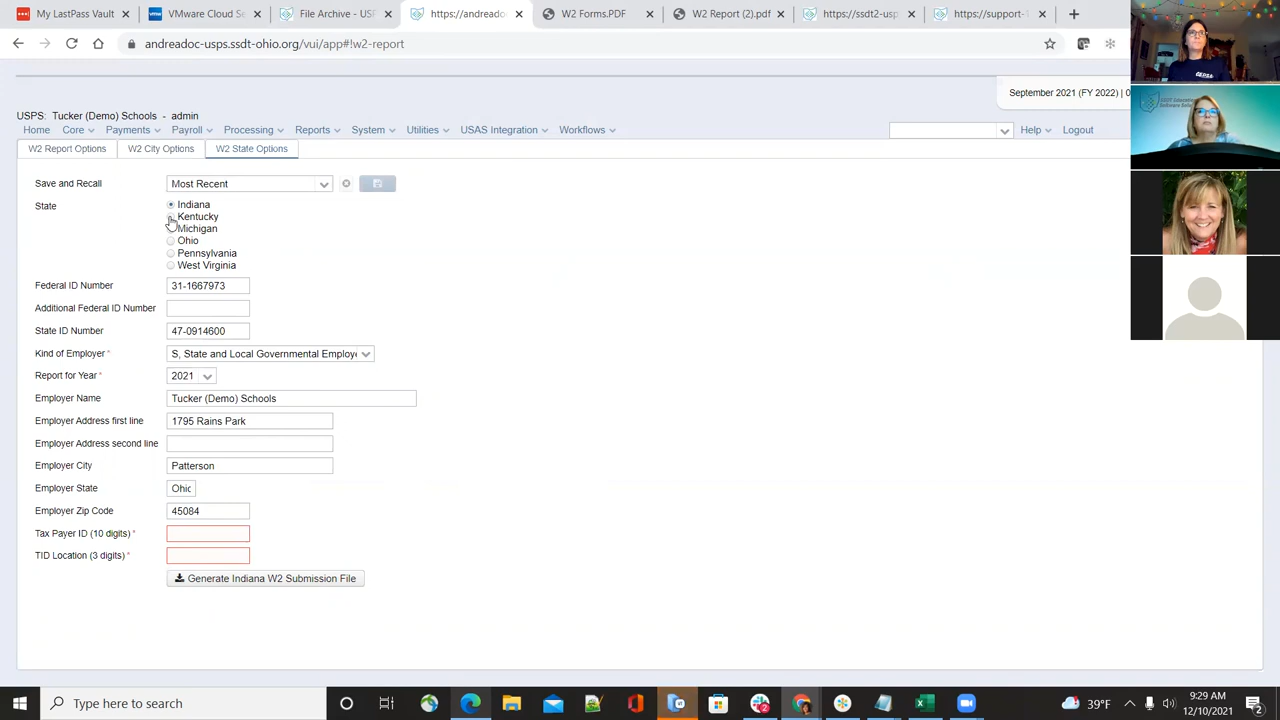 My LastPass Vault
VMware Cloud Se
File Archive - USP
https://andreadoc
W2 Forms.PDF
W2 Report (2).pdf
https://ssdt2-usp
https://support-
andreadoc-usps.ssdt-ohio.org/vui/app#!w2-report
September 2021 (FY 2022) | 0
USPS: Tucker (Demo) Schools - admin
Home Core Payments Payroll Processing Reports System Utilities USAS Integration Workflows Help Logout
W2 Report Options W2 City Options W2 State Options
Save and Recall Most Recent
State Indiana
Kentucky
Michigan
Ohio
Pennsylvania
West Virginia
Federal ID Number 31-1667973
Additional Federal ID Number
State ID Number 47-0914600
Kind of Employer * S, State and Local Governmental Employ
Report for Year * 2021
Employer Name Tucker (Demo) Schools
Employer Address first line 1795 Rains Park
Employer Address second line
Employer City Patterson
Employer State Ohic
Employer Zip Code 45084
Tax Payer ID (10 digits) *
TID Location (3 digits) *
Generate Indiana W2 Submission File
Type here to search
39°F
9:29 AM
12/10/2021
2